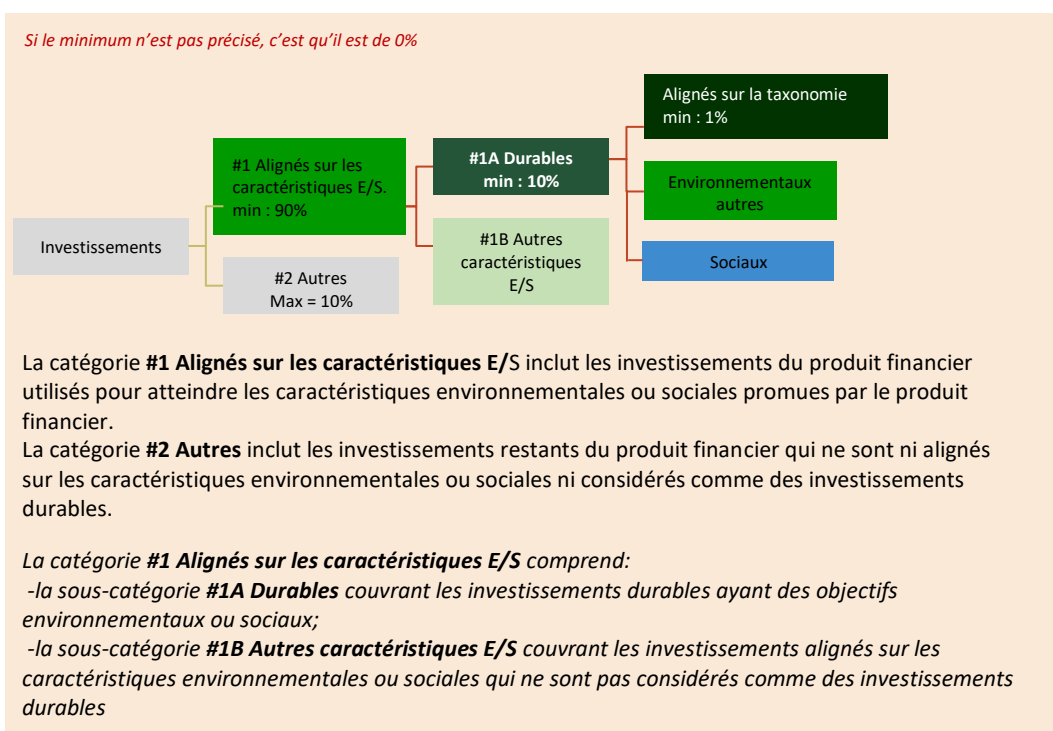 Si le minimum n'est pas précisé, c'est qu'il est de 0%
Alignés sur la taxonomie
min : 1%
#1 Alignés sur les
caractéristiques E/S.
min : 90%
#1A Durables
min : 10%
Environnementaux
autres
Investissements
#1B Autres
caractéristiques
E/S
Sociaux
#2 Autres
Max = 10%
La catégorie #1 Alignés sur les caractéristiques E/S inclut les investissements du produit financier
utilisés pour atteindre les caractéristiques environnementales ou sociales promues par le produit
financier.
La catégorie #2 Autres inclut les investissements restants du produit financier qui ne sont ni alignés
sur les caractéristiques environnementales ou sociales ni considérés comme des investissements
durables.
La catégorie #1 Alignés sur les caractéristiques E/S comprend:
-la sous-catégorie #1A Durables couvrant les investissements durables ayant des objectifs
environnementaux ou sociaux;
-la sous-catégorie #1B Autres caractéristiques E/S couvrant les investissements alignés sur les
caractéristiques environnementales ou sociales qui ne sont pas considérés comme des investissements
durables